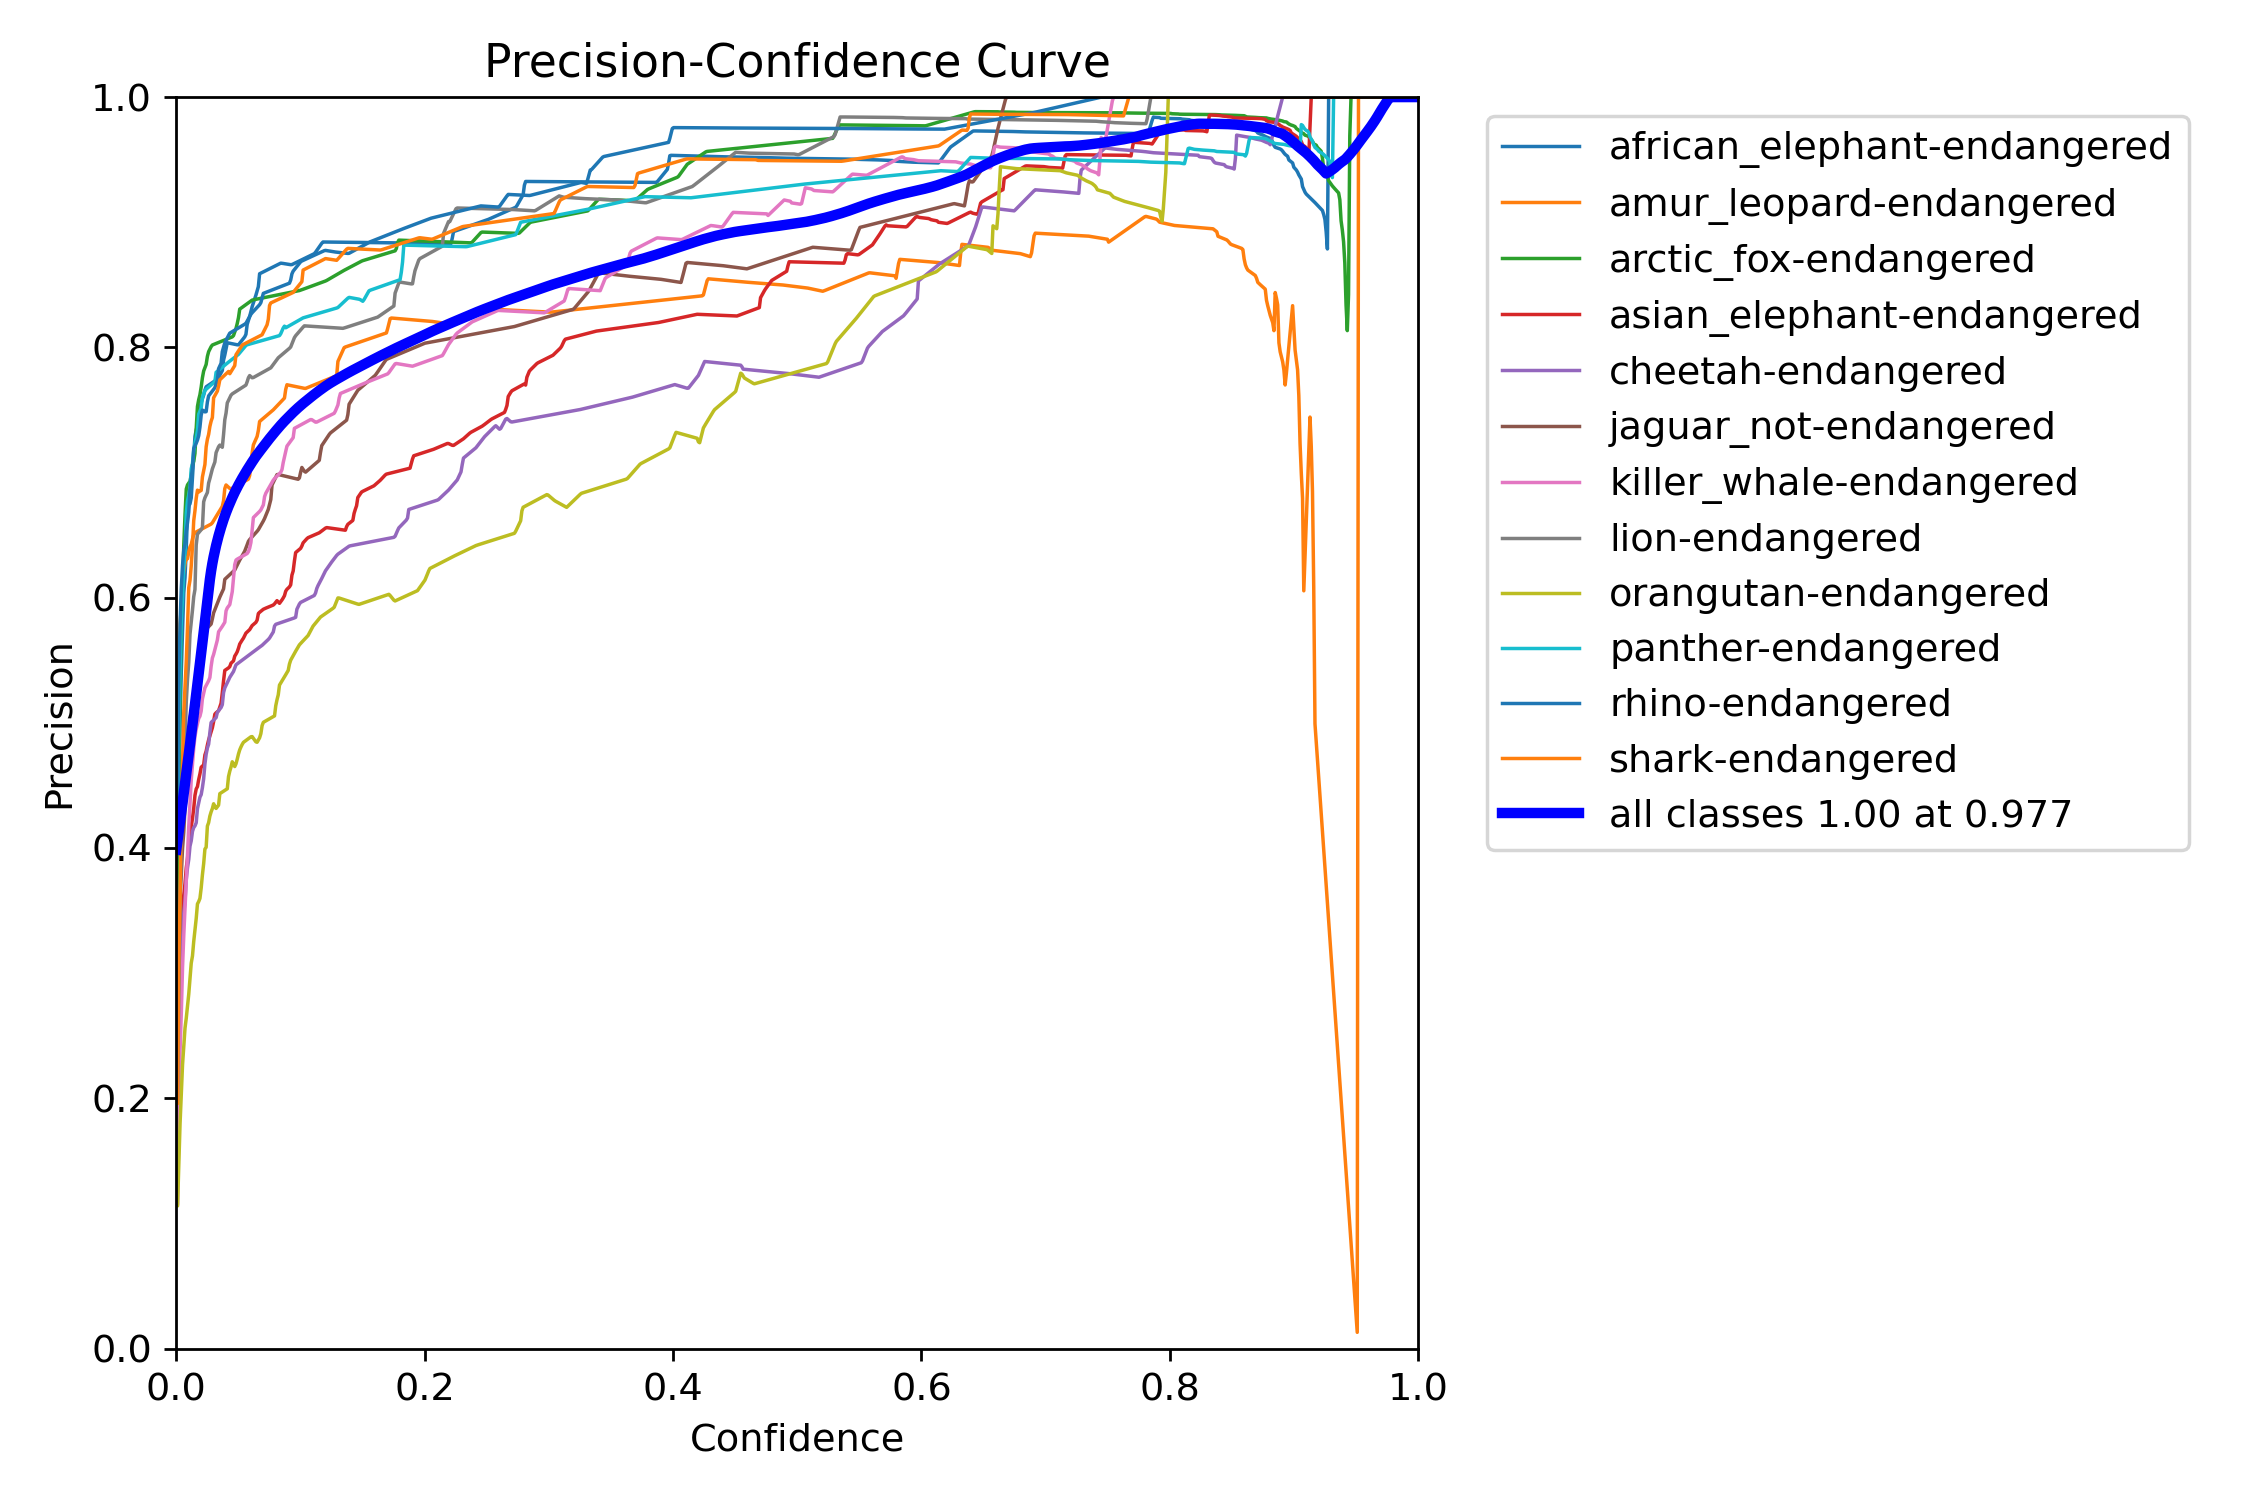 Precision-Confidence Curve
1.0
0.8
0.6
0.4
0.2
0.0
Precision
0.0 0.2 0.4 0.6 0.8 1.0
Confidence
african_elephant-endangered
amur_leopard-endangered
arctic_fox-endangered
asian_elephant-endangered
cheetah-endangered
jaguar_not-endangered
killer_whale-endangered
lion-endangered
orangutan-endangered
panther-endangered
rhino-endangered
shark-endangered
all classes 1.00 at 0.977